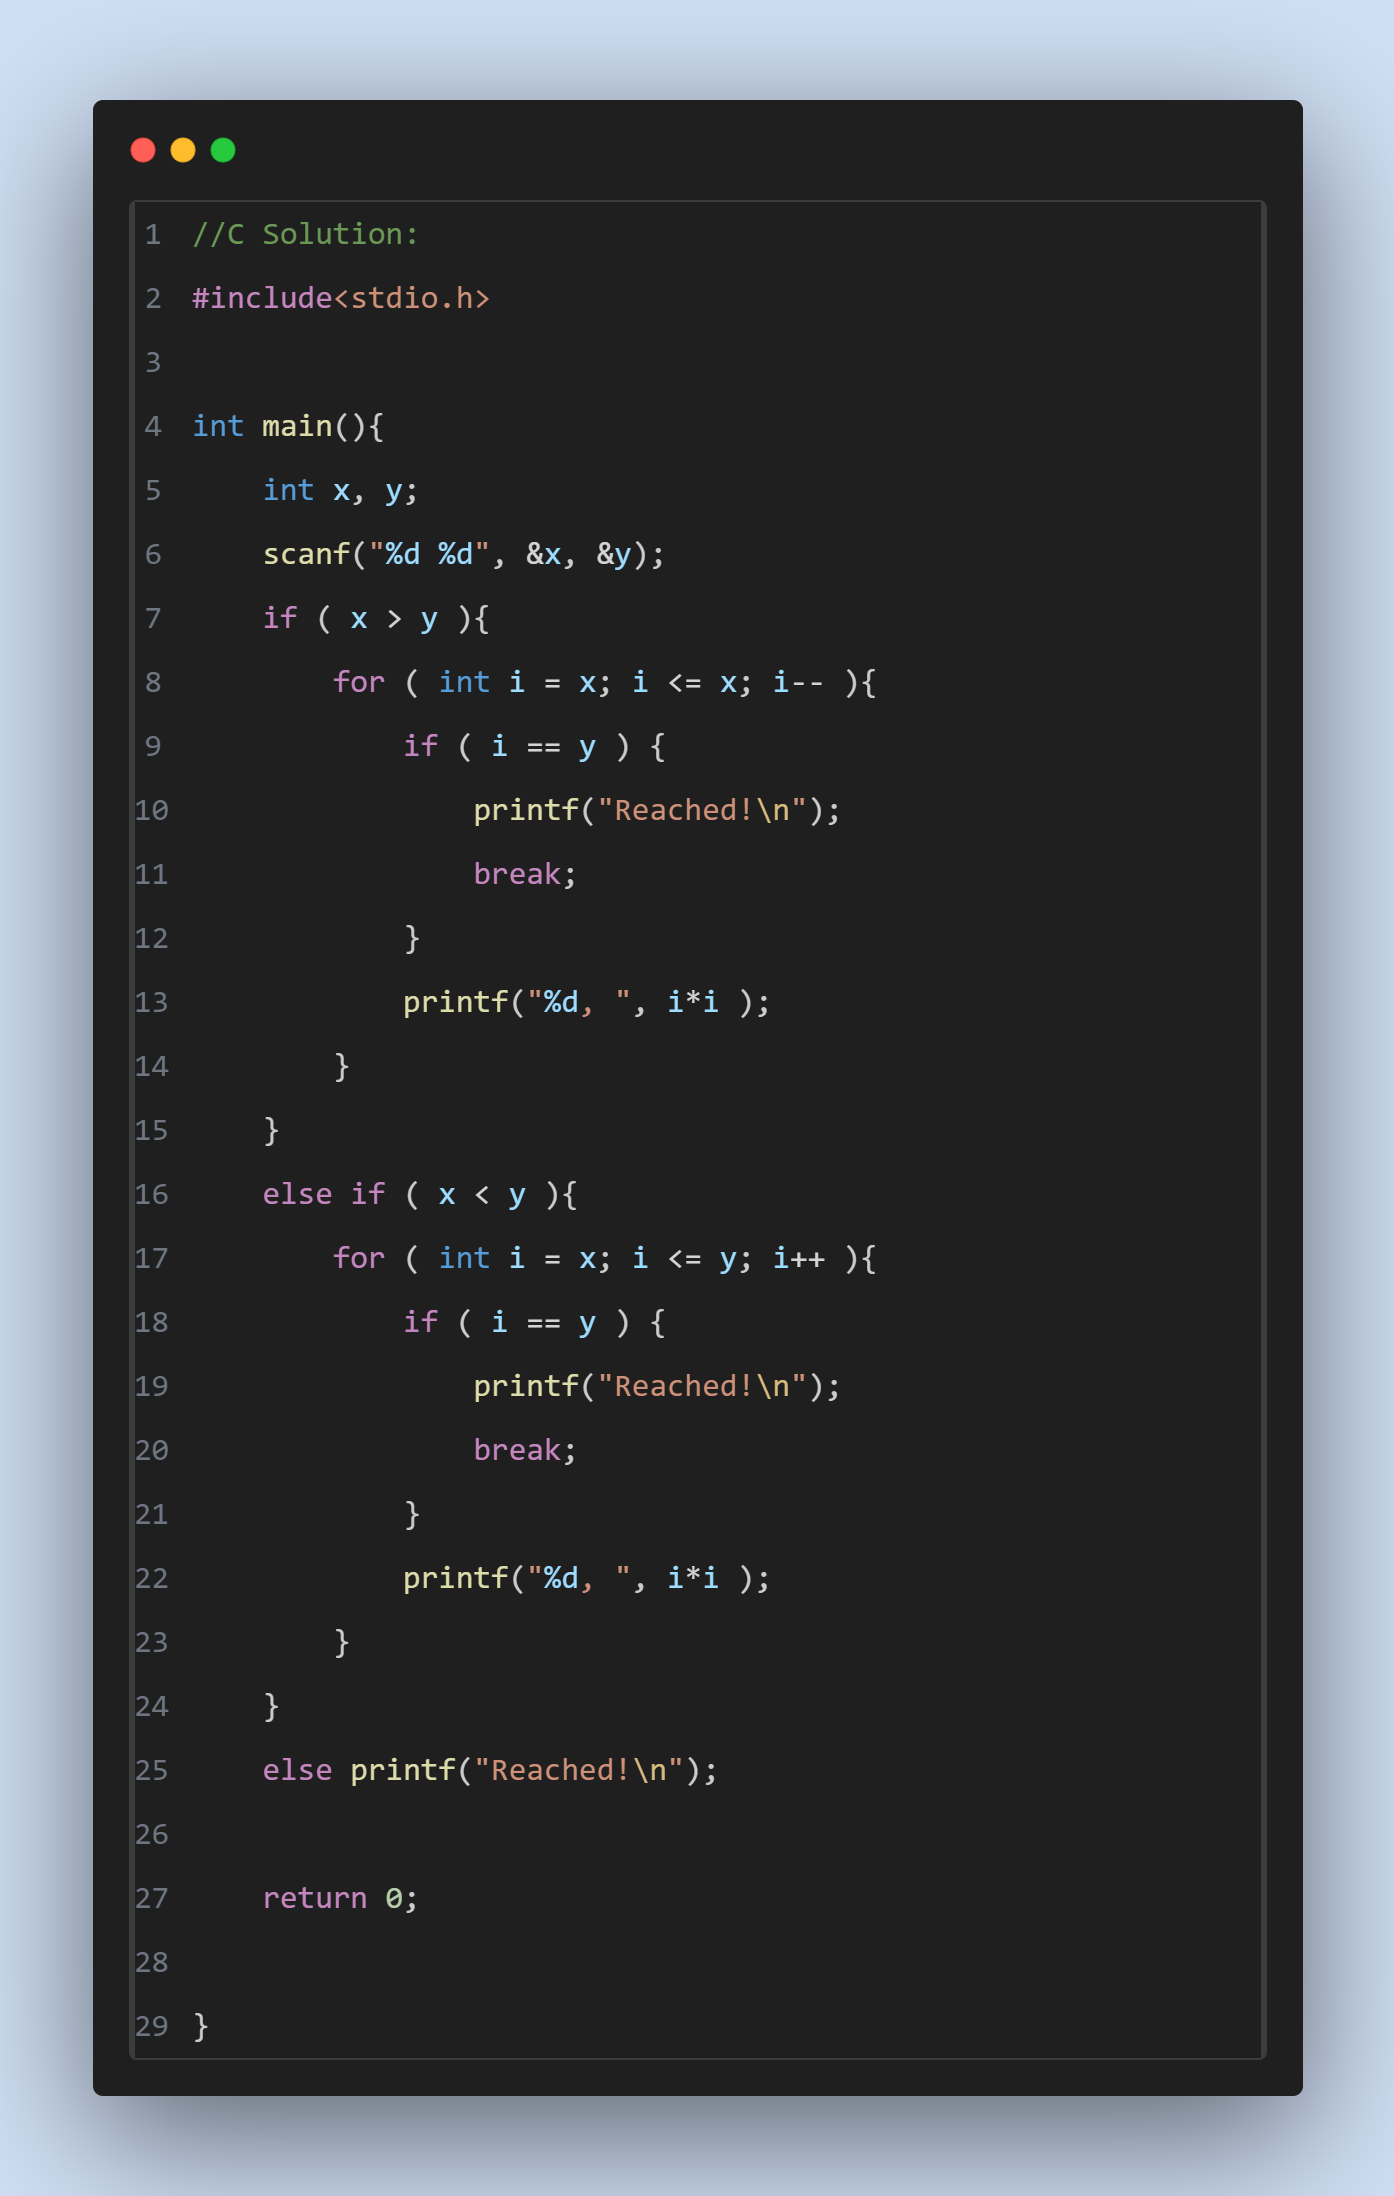 1 //C Solution:
2 #include<stdio.h>
3
4 int main(){
5     int x, y;
6     scanf("%d %d", &x, &y);
7     if ( x > y ){
8         for ( int i = x; i <= x; i-- ){
9             if ( i == y ) {
10                 printf("Reached!\n");
11                 break;
12             }
13             printf("%d, ", i*i );
14         }
15     }
16     else if ( x < y ){
17         for ( int i = x; i <= y; i++ ){
18             if ( i == y ) {
19                 printf("Reached!\n");
20                 break;
21             }
22             printf("%d, ", i*i );
23         }
24     }
25     else printf("Reached!\n");
26
27     return 0;
28
29 }